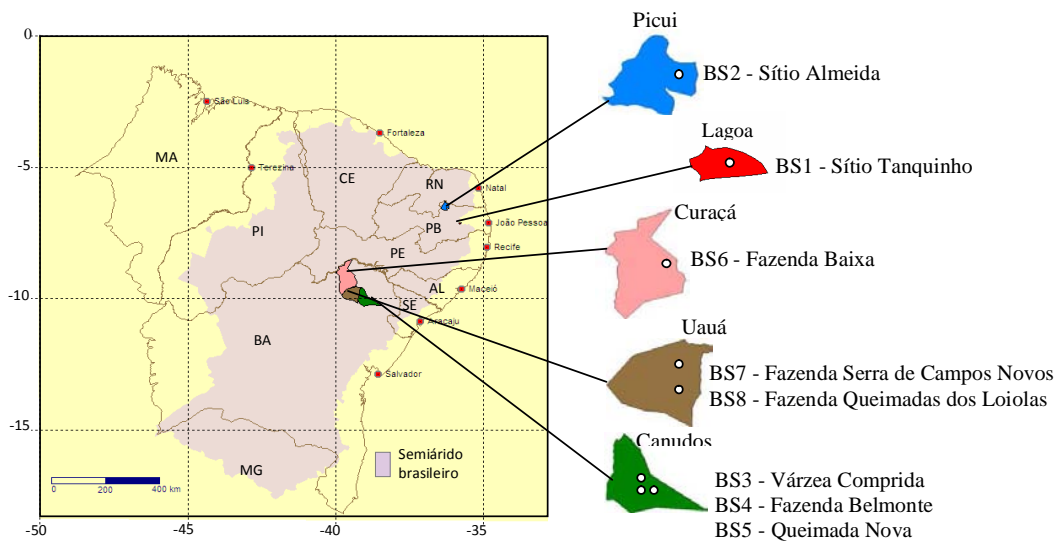 0
-5
-10
-15
-50
-45
-40
-35
São Luis
Fortaleza
MA
Terezina
CE
RN
Natal
PI
PB
João Pessoa
PE
Recife
AL
Maceió
SE
Aracaju
BA
Salvador
MG
Semiárido
brasileiro
0 200 400 km
Picui
BS2 - Sítio Almeida
Lagoa
BS1 - Sítio Tanquinho
Curaçá
BS6 - Fazenda Baixa
Uauá
BS7 - Fazenda Serra de Campos Novos
BS8 - Fazenda Queimadas dos Loiolas
Canudos
BS3 - Várzea Comprida
BS4 - Fazenda Belmonte
BS5 - Queimada Nova